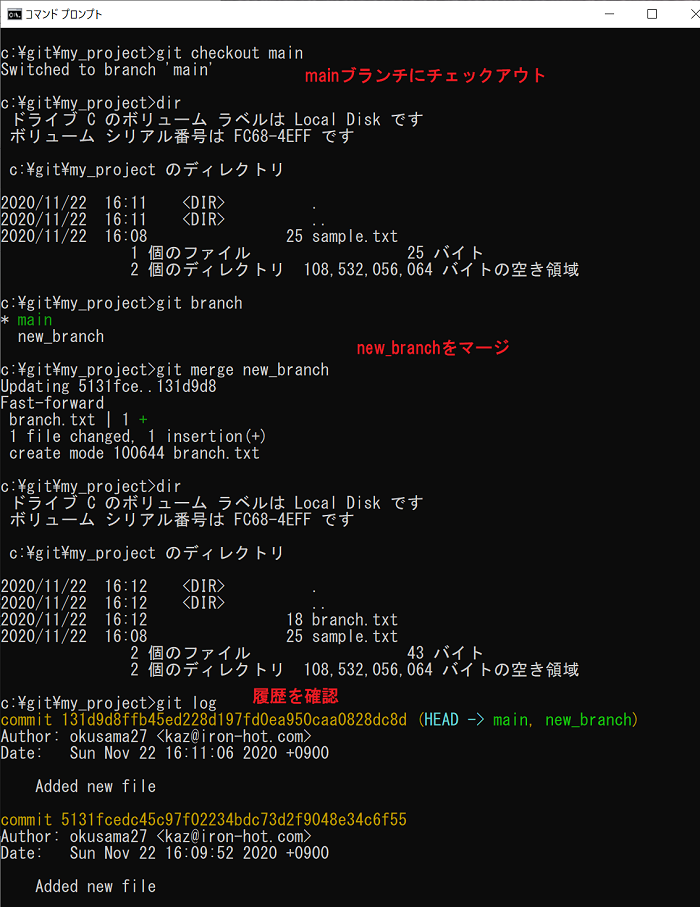 コマンド プロンプト
c:¥git¥my_project>git checkout main
Switched to branch 'main'
mainブランチにチェックアウト
c:¥git¥my_project>dir
ドライブ C のボリューム ラベルは Local Disk です
ボリューム シリアル番号は FC68-4EFF です
c:¥git¥my_project のディレクトリ
2020/11/22 16:11 <DIR> .
2020/11/22 16:11 <DIR> ..
2020/11/22 16:08 25 sample.txt
1 個のファイル 25 バイト
2 個のディレクトリ 108,532,056,064 バイトの空き領域
c:¥git¥my_project>git branch
* main
new_branch
new_branchをマージ
c:¥git¥my_project>git merge new_branch
Updating 5131fce..131d9d8
Fast-forward
branch.txt | 1 +
1 file changed, 1 insertion(+)
create mode 100644 branch.txt
c:¥git¥my_project>dir
ドライブ C のボリューム ラベルは Local Disk です
ボリューム シリアル番号は FC68-4EFF です
c:¥git¥my_project のディレクトリ
2020/11/22 16:12 <DIR> .
2020/11/22 16:12 <DIR> ..
2020/11/22 16:12 18 branch.txt
2020/11/22 16:08 25 sample.txt
2 個のファイル 43 バイト
2 個のディレクトリ 108,532,056,064 バイトの空き領域
c:¥git¥my_project>git log
履歴を確認
commit 131d9d8ffb45ed228d197fd0ea950caa0828dc8d (HEAD -> main, new_branch)
Author: okusama27 <kaz@iron-hot.com>
Date: Sun Nov 22 16:11:06 2020 +0900
Added new file
commit 5131fcedc45c97f02234bdc73d2f9048e34c6f55
Author: okusama27 <kaz@iron-hot.com>
Date: Sun Nov 22 16:09:52 2020 +0900
Added new file